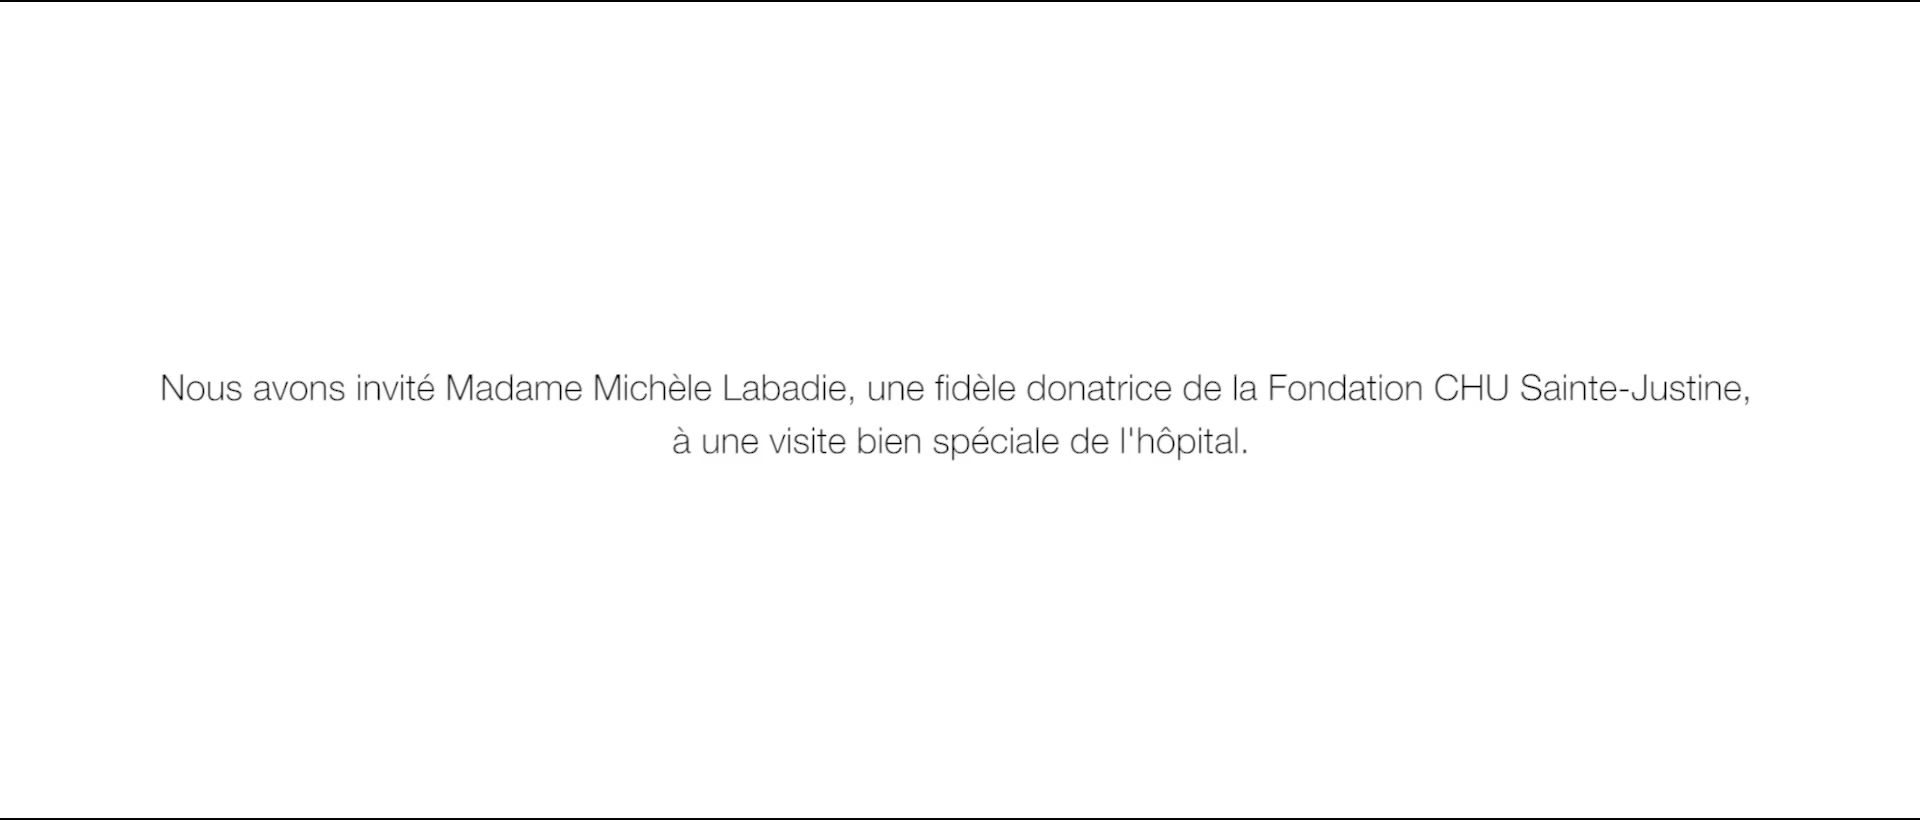 Nous avons invité Madame Michèle Labadie, une fidèle donatrice de la Fondation CHU Sainte-Justine,
à une visite bien spéciale de l'hôpital.